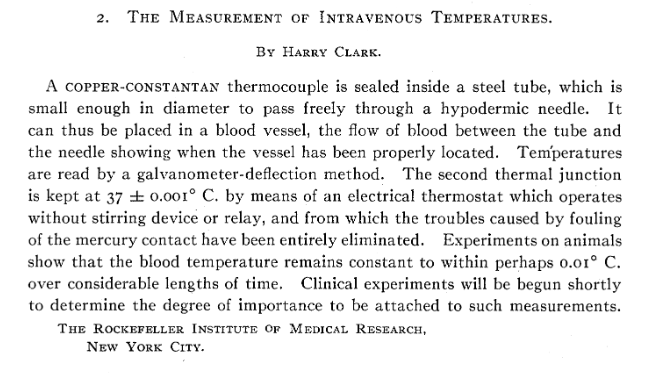 2. THE MEASUREMENT OF INTRAVENOUS TEMPERATURES.
BY HARRY CLARK.
A COPPER-CONSTANTAN thermocouple is sealed inside a steel tube, which is
small enough in diameter to pass freely through a hypodermic needle. It
can thus be placed in a blood vessel, the flow of blood between the tube and
the needle showing when the vessel has been properly located. Temperatures
are read by a galvanometer-deflection method. The second thermal junction
is kept at 37 ± 0.001° C. by means of an electrical thermostat which operates
without stirring device or relay, and from which the troubles caused by fouling
of the mercury contact have been entirely eliminated. Experiments on animals
show that the blood temperature remains constant to within perhaps 0.01° C.
over considerable lengths of time. Clinical experiments will be begun shortly
to determine the degree of importance to be attached to such measurements.
THE ROCKEFELLER INSTITUTE OF MEDICAL RESEARCH,
NEW YORK CITY.